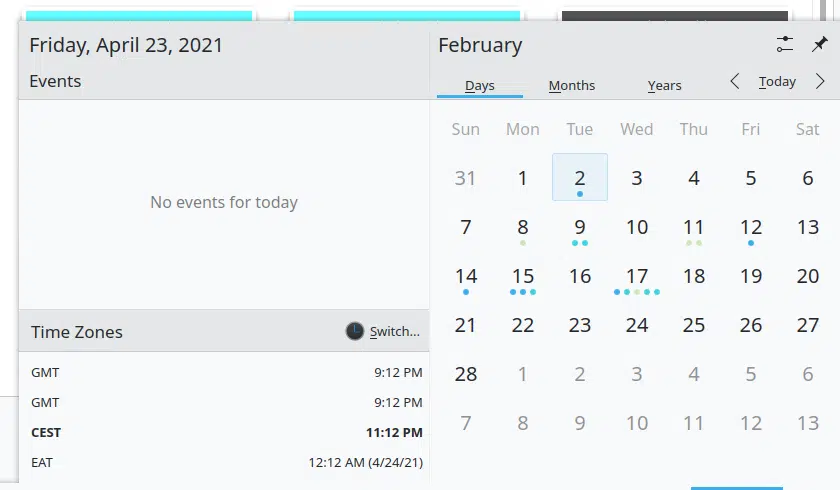 Friday, April 23, 2021
Events
No events for today
Time Zones Switch...
GMT 9:12 PM
GMT 9:12 PM
CEST 11:12 PM
EAT 12:12 AM (4/24/21)
February
Days Months Years Today
Sun Mon Tue Wed Thu Fri Sat
31 1 2 3 4 5 6
7 8 9 10 11 12 13
14 15 16 17 18 19 20
21 22 23 24 25 26 27
28 1 2 3 4 5 6
7 8 9 10 11 12 13